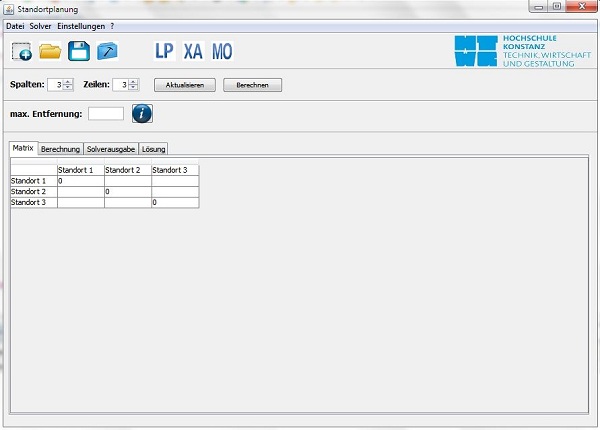 Standortplanung
Datei Solver Einstellungen ?
LP XA MO
HOCHSCHULE
KONSTANZ
TECHNIK, WIRTSCHAFT
UND GESTALTUNG
Spalten: 3 Zeilen: 3 Aktualisieren Berechnen
max. Entfernung: i
Matrix Berechnung Solverausgabe Lösung
Standort 1 Standort 2 Standort 3
Standort 1 0
Standort 2 0
Standort 3 0